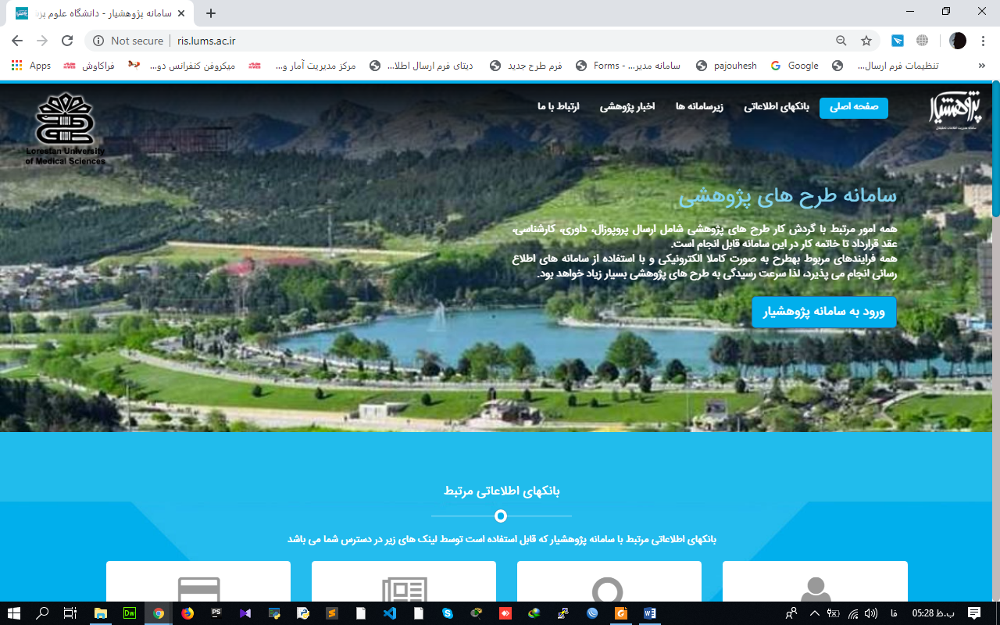 سامانه پژوهشیار - دانشگاه علوم پزش
Not secure | ris.lums.ac.ir
Apps
فراکاوش
میکروفن کنفرانس دو...
مرکز مدیریت آمار و...
دیتای فرم ارسال اطلا...
فرم طرح جدید
سامانه مدیر... - Forms
pajouhesh
Google
تنظیمات فرم ارسال...
پژوهشیار
صفحه اصلی
بانکهای اطلاعاتی
زیرسامانه ها
اخبار پژوهشی
ارتباط با ما
Lorestan University
of Medical Sciences
سامانه طرح های پژوهشی
همه امور مرتبط با گردش کار طرح های پژوهشی شامل ارسال پروپوزال، داوری، کارشناسی،
عقد قرارداد تا خاتمه کار در این سامانه قابل انجام است.
همه فرایندهای مربوط بهطرح به صورت کاملا الکترونیکی و با استفاده از سامانه های اطلاع
رسانی انجام می پذیرد، لذا سرعت رسیدگی به طرح های پژوهشی بسیار زیاد خواهد بود.
ورود به سامانه پژوهشیار
بانکهای اطلاعاتی مرتبط
بانکهای اطلاعاتی مرتبط با سامانه پژوهشیار که قابل استفاده است توسط لینک های زیر در دسترس شما می باشد
Dw
PS
فا
05:28 ب.ظ